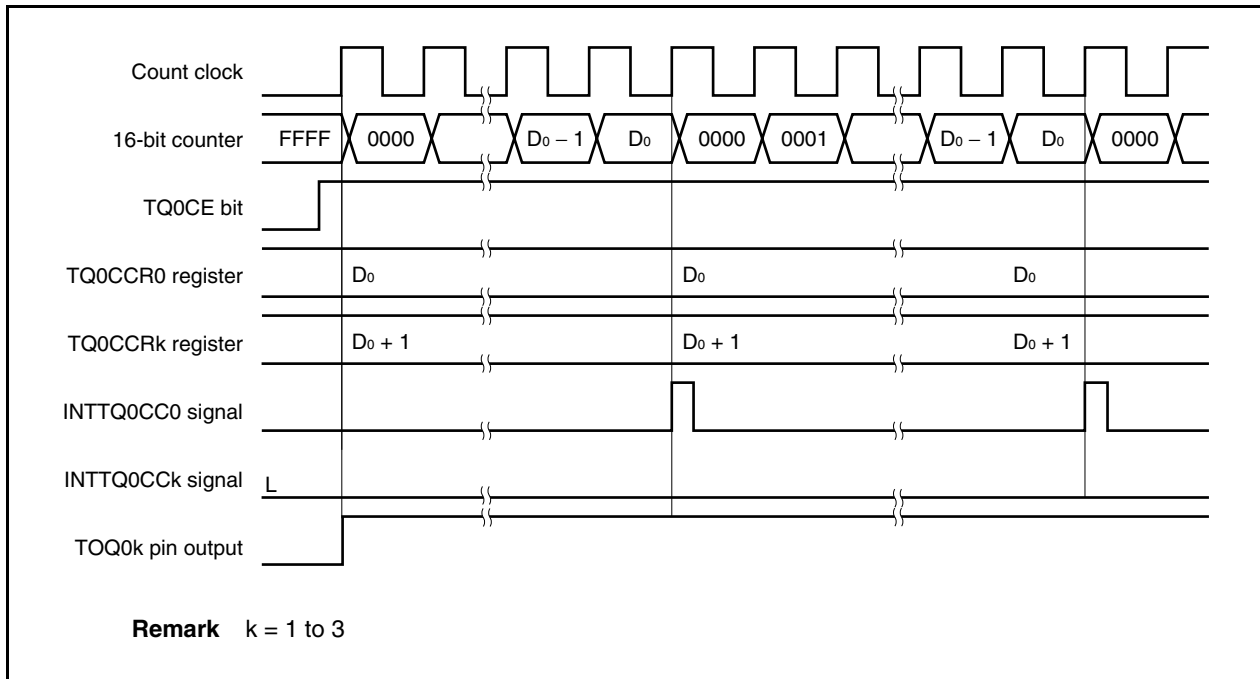 Count clock
16-bit counter FFFF 0000 D0 − 1 D0 0000 0001 D0 − 1 D0 0000
TQ0CE bit
TQ0CCR0 register D0 D0 D0
TQ0CCRk register D0 + 1 D0 + 1 D0 + 1
INTTQ0CC0 signal
INTTQ0CCk signal L
TOQ0k pin output
Remark k = 1 to 3